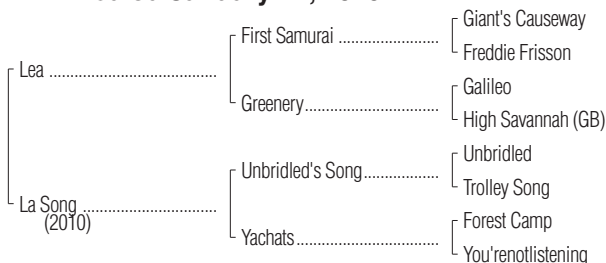 Giant's Causeway
First Samurai ....................
Freddie Frisson
Lea ..................................
Galileo
Greenery........................
High Savannah (GB)
Unbridled
Unbridled's Song...............
Trolley Song
La Song ...........................
(2010)
Forest Camp
Yachats..........................
You'renotlistening